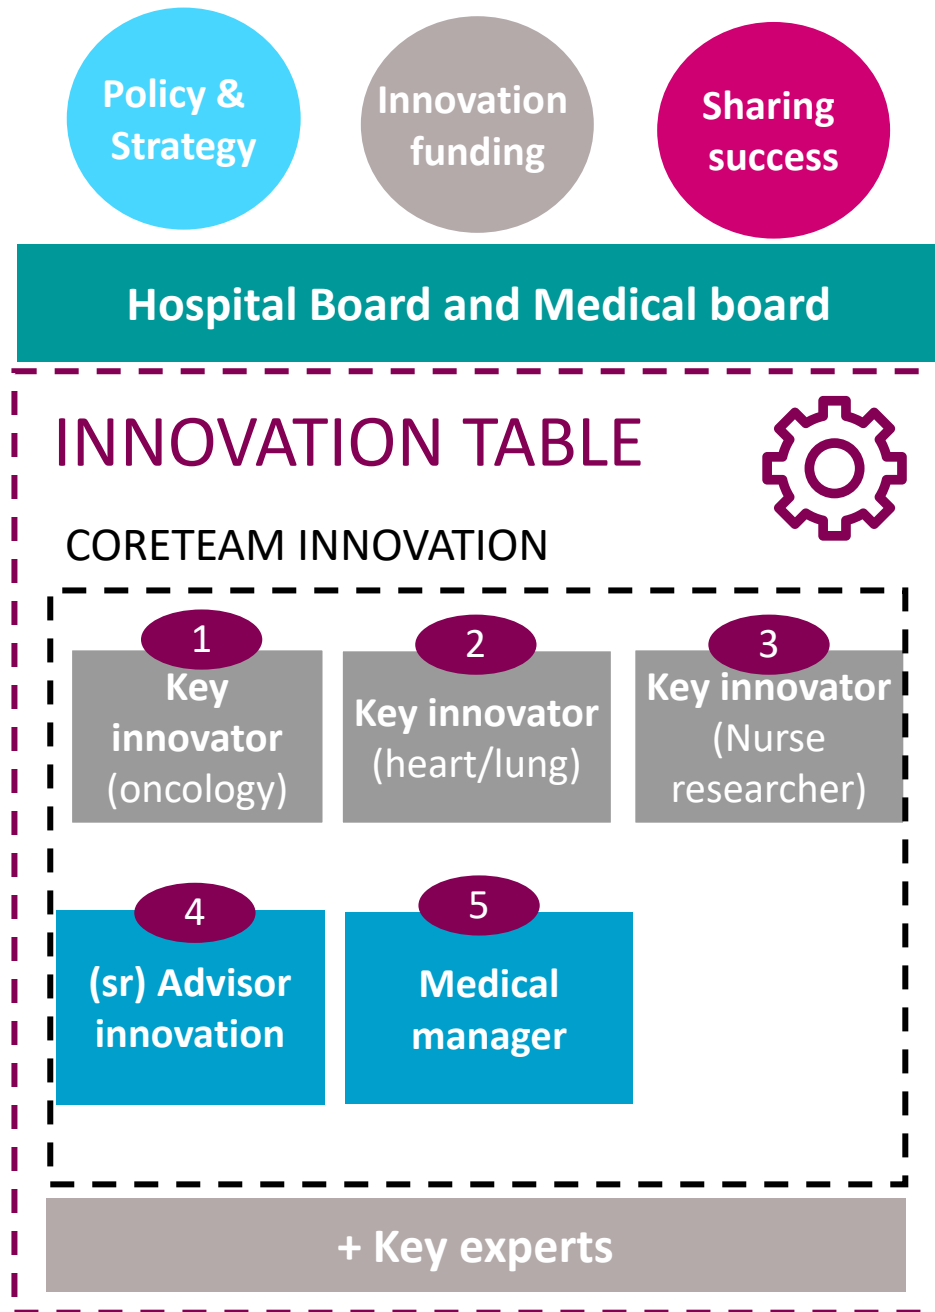 Policy &
Strategy
Innovation
funding
Sharing
success
Hospital Board and Medical board
INNOVATION TABLE
CORETEAM INNOVATION
1
Key
innovator
(oncology)
2
Key innovator
(heart/lung)
3
Key innovator
(Nurse
researcher)
4
(sr) Advisor
innovation
5
Medical
manager
+ Key experts